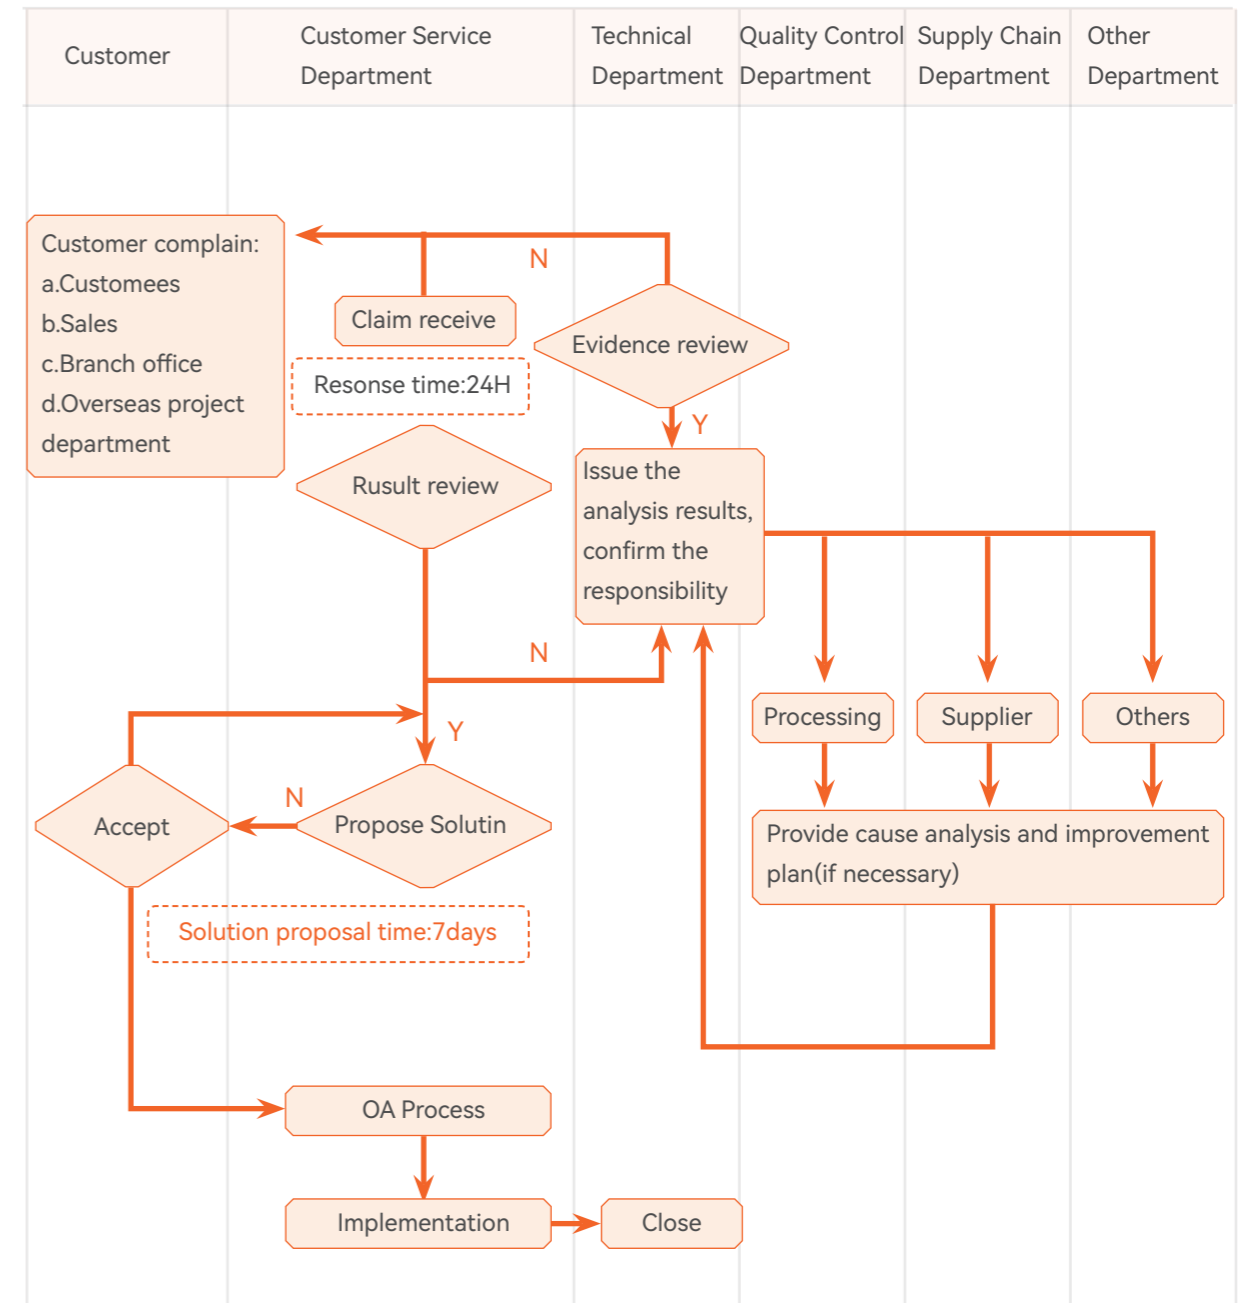 Customer
Customer Service
Department
Technical
Department
Quality Control
Department
Supply Chain
Department
Other
Department
Customer complain:
a.Customees
b.Sales
c.Branch office
d.Overseas project
department
N
Claim receive
Evidence review
Resonse time:24H
Y
Rusult review
Issue the
analysis results,
confirm the
responsibility
N
Processing
Supplier
Others
Y
N
Accept
Propose Solutin
Provide cause analysis and improvement
plan(if necessary)
Solution proposal time:7days
OA Process
Implementation
Close